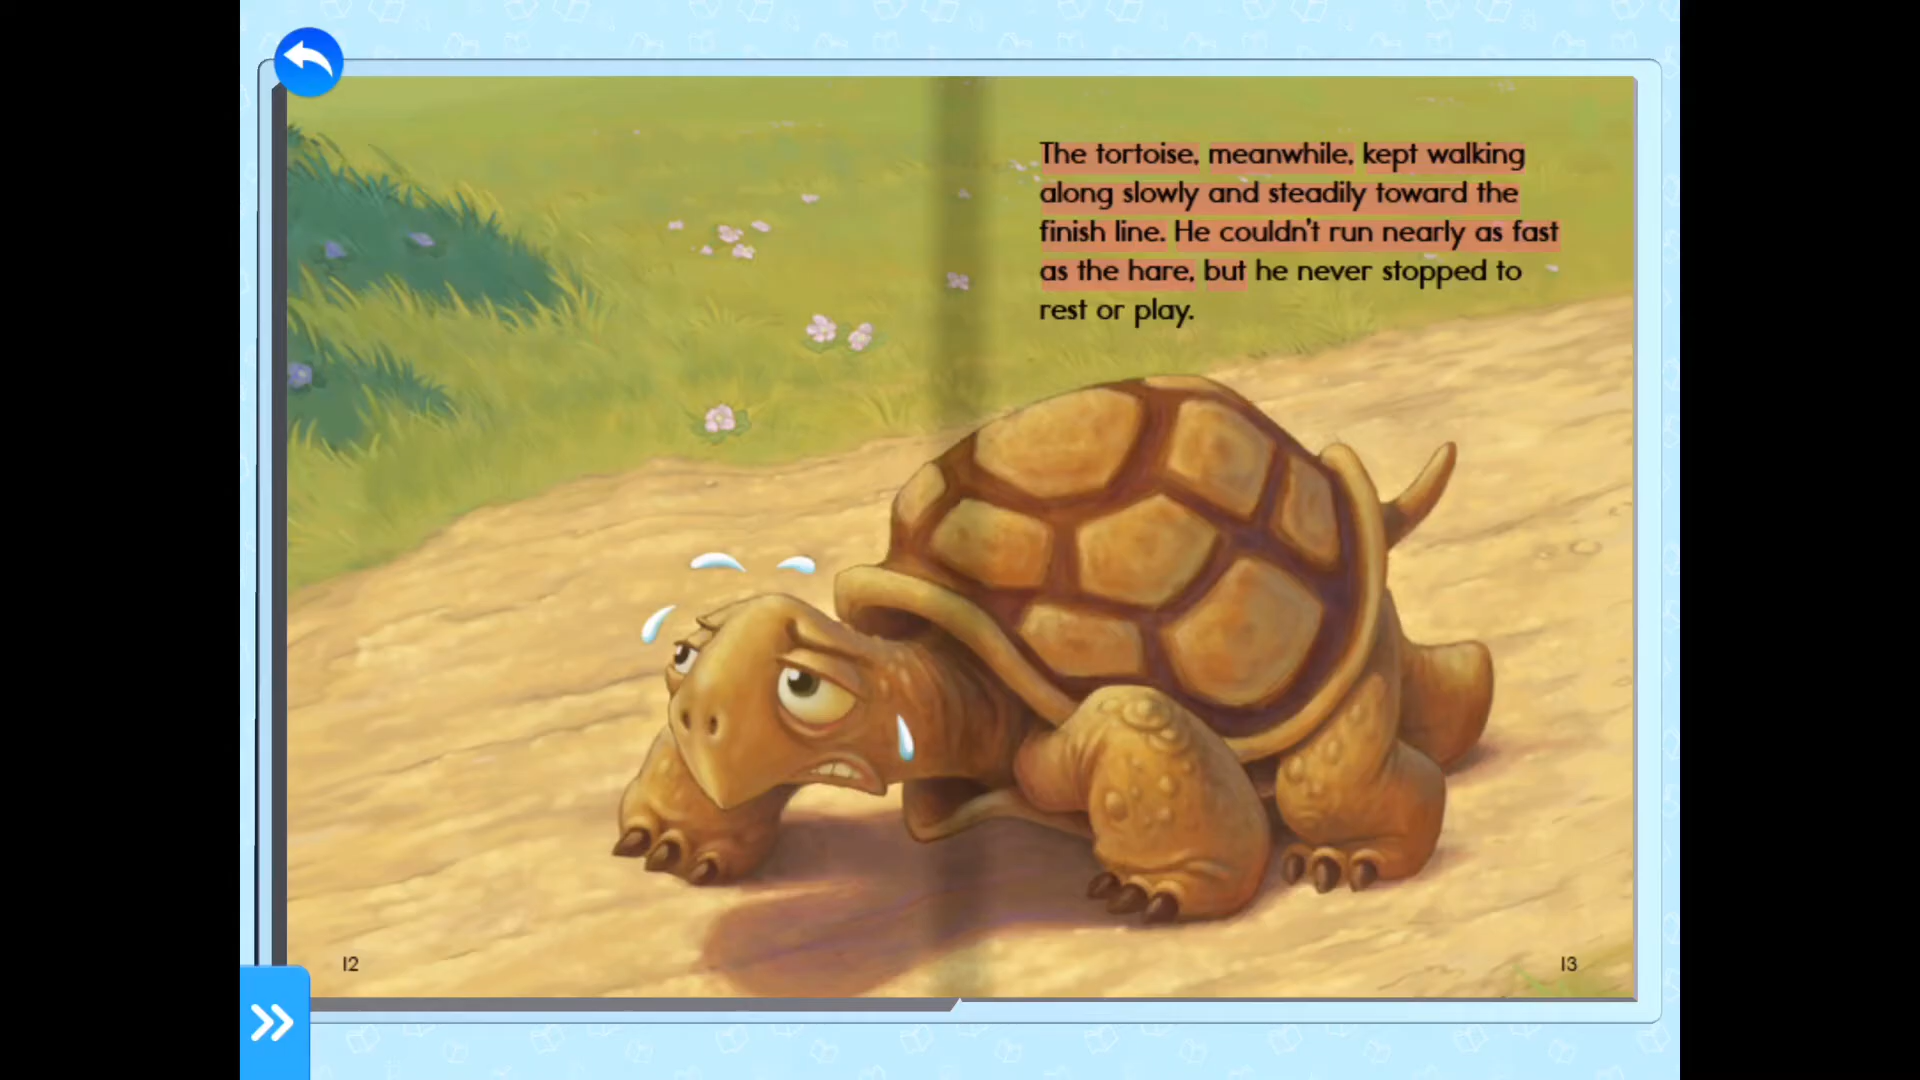 The tortoise, meanwhile, kept walking
along slowly and steadily toward the
finish line. He couldn't run nearly as fast
as the hare, but he never stopped to
rest or play.
12
13